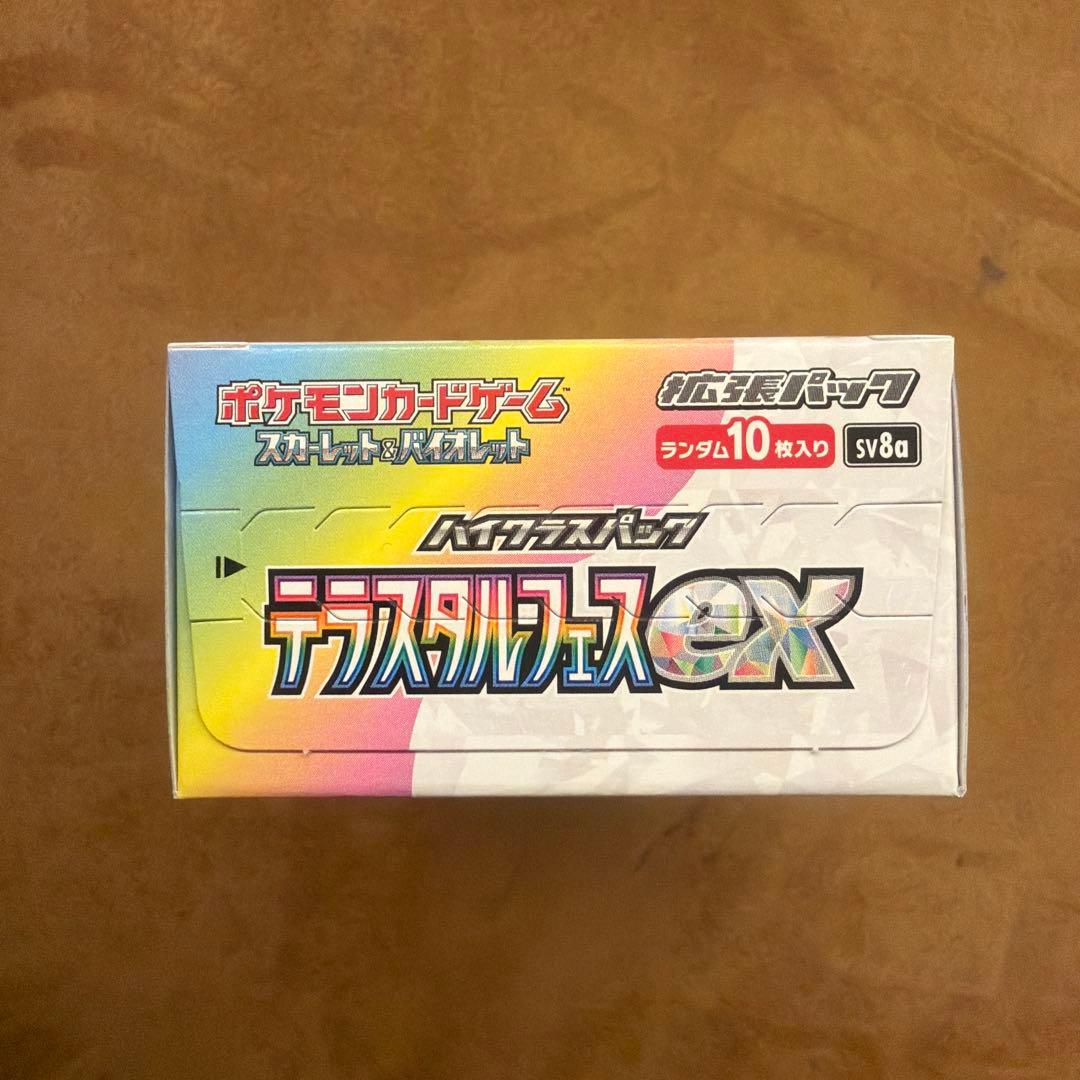 ポケモンカードゲーム™
スカーレット&バイオレット
拡張パック
ランダム10枚入り
SV8a
ハイクラスパック
テラスタルフェスex